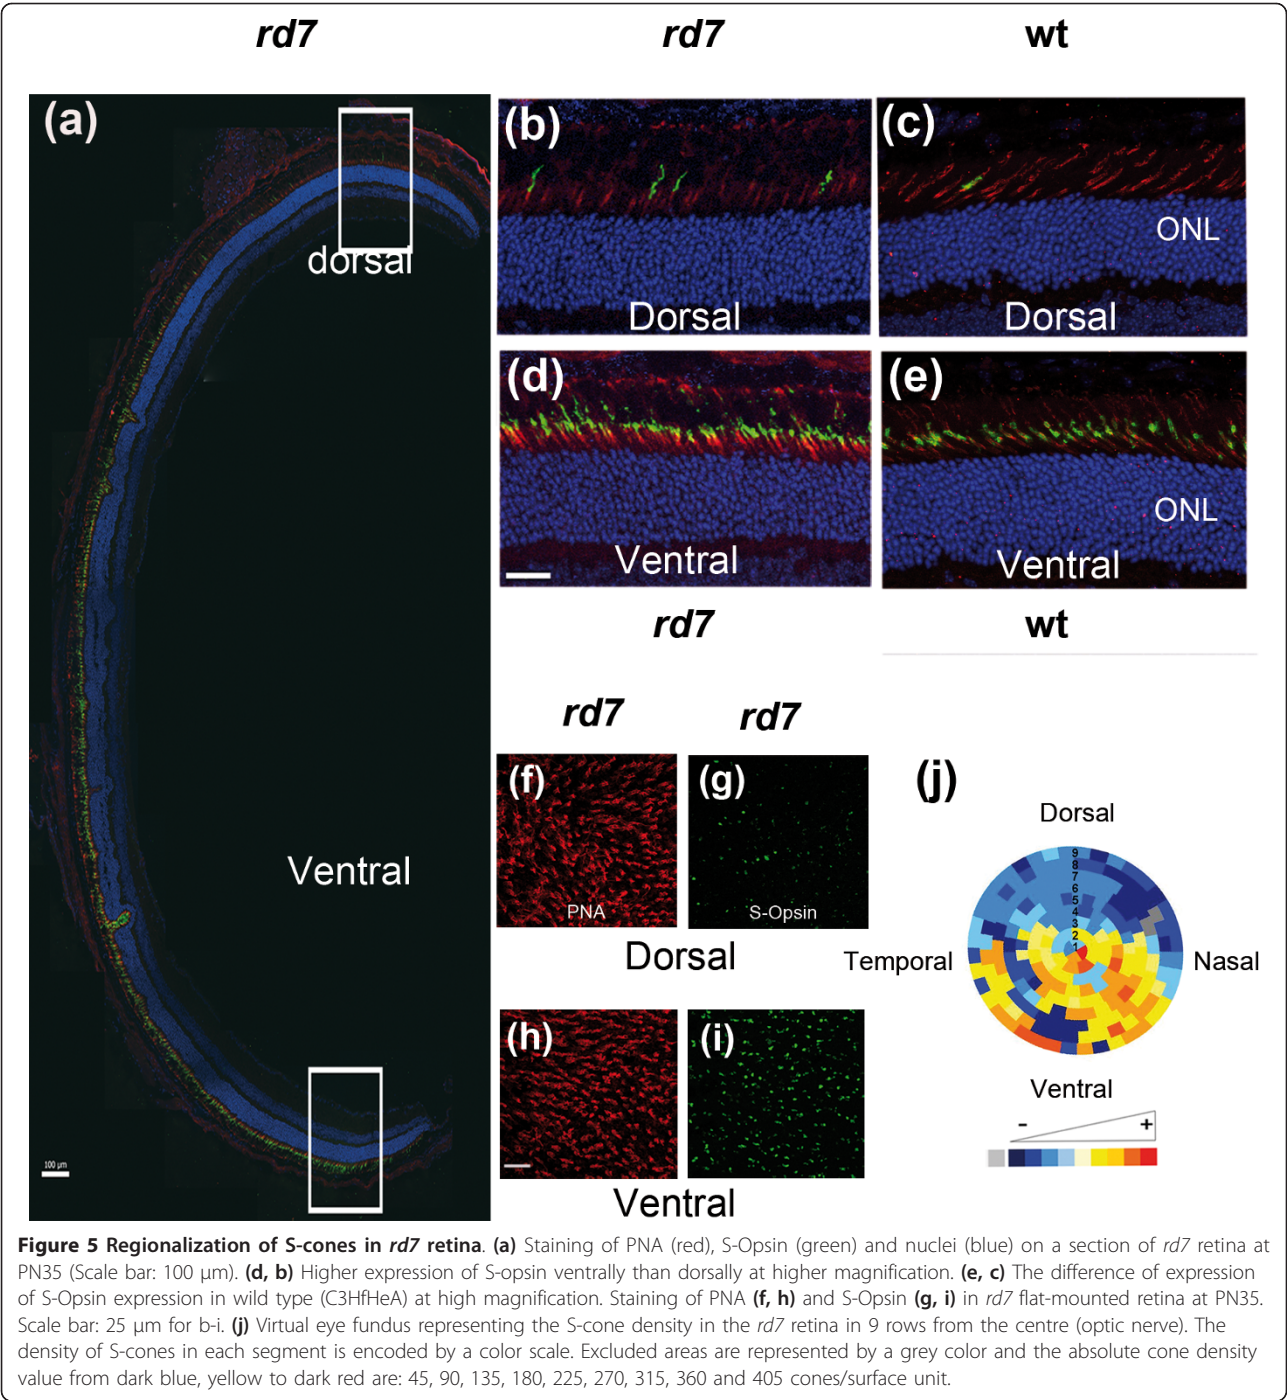 rd7
rd7
wt
(a)
dorsal
Ventral
100 µm
(b)
Dorsal
(c)
ONL
Dorsal
(d)
Ventral
(e)
ONL
Ventral
rd7
wt
rd7
rd7
(f)
PNA
(g)
S-Opsin
Dorsal
(h)
(i)
Ventral
(j)
Dorsal
9
8
7
6
5
4
3
2
1
Temporal
Nasal
Ventral
- +
Figure 5 Regionalization of S-cones in rd7 retina. (a) Staining of PNA (red), S-Opsin (green) and nuclei (blue) on a section of rd7 retina at
PN35 (Scale bar: 100 µm). (d, b) Higher expression of S-opsin ventrally than dorsally at higher magnification. (e, c) The difference of expression
of S-Opsin expression in wild type (C3HfHeA) at high magnification. Staining of PNA (f, h) and S-Opsin (g, i) in rd7 flat-mounted retina at PN35.
Scale bar: 25 µm for b-i. (j) Virtual eye fundus representing the S-cone density in the rd7 retina in 9 rows from the centre (optic nerve). The
density of S-cones in each segment is encoded by a color scale. Excluded areas are represented by a grey color and the absolute cone density
value from dark blue, yellow to dark red are: 45, 90, 135, 180, 225, 270, 315, 360 and 405 cones/surface unit.